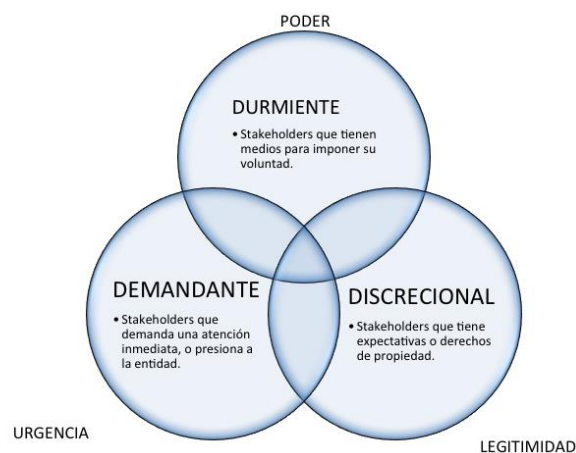 PODER
DURMIENTE
• Stakeholders que tienen
medios para imponer su
voluntad.
DEMANDANTE
• Stakeholders que
demanda una atención
inmediata, o presiona a
la entidad.
DISCRECIONAL
• Stakeholders que tiene
expectativas o derechos
de propiedad.
URGENCIA
LEGITIMIDAD